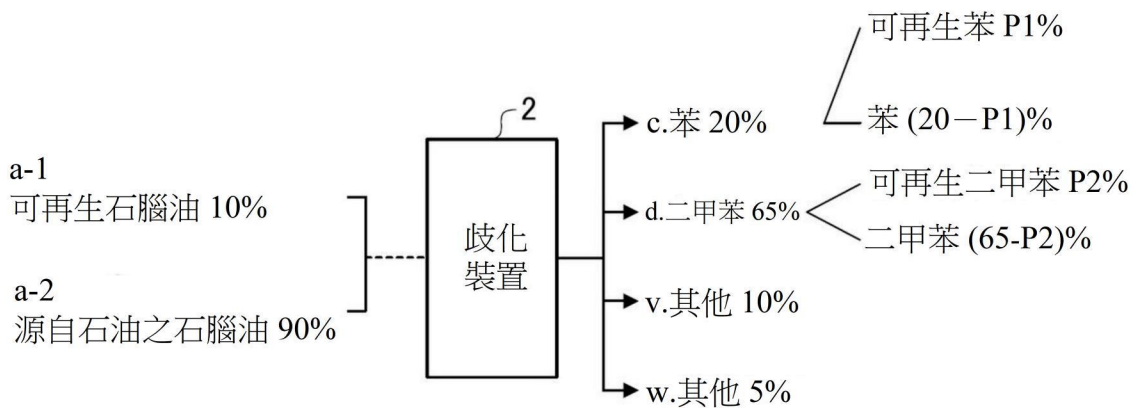 可再生苯 P1%
2
c.苯 20%
苯 (20－P1)%
a-1
可再生石腦油 10%
可再生二甲苯 P2%
d.二甲苯 65%
二甲苯 (65-P2)%
歧化
裝置
a-2
源自石油之石腦油 90%
v.其他 10%
w.其他 5%